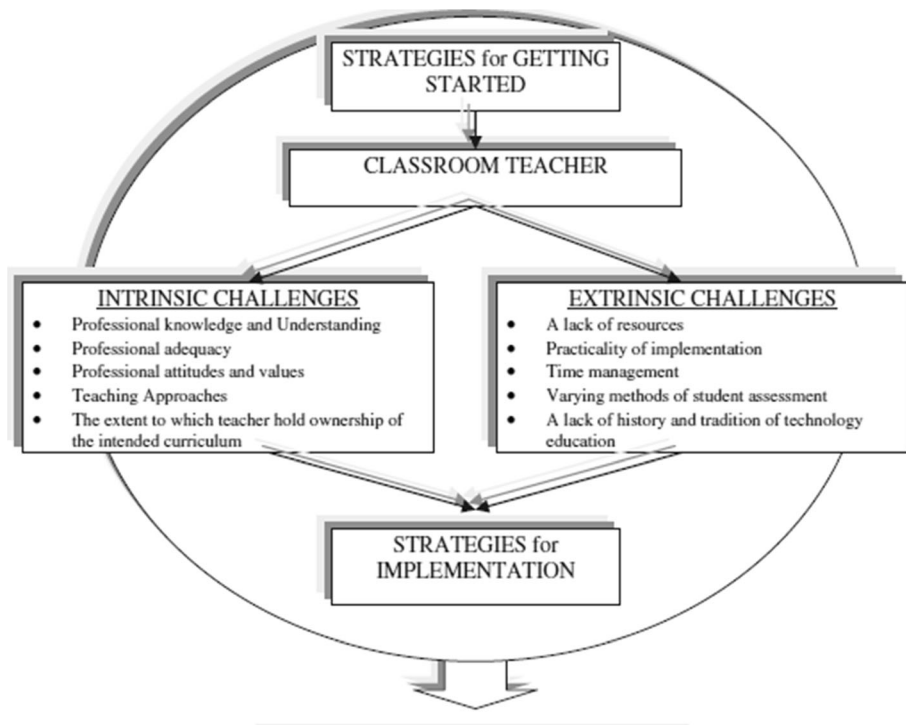 STRATEGIES for GETTING
STARTED
CLASSROOM TEACHER
INTRINSIC CHALLENGES
• Professional knowledge and Understanding
• Professional adequacy
• Professional attitudes and values
• Teaching Approaches
• The extent to which teacher hold ownership of
the intended curriculum
EXTRINSIC CHALLENGES
• A lack of resources
• Practicality of implementation
• Time management
• Varying methods of student assessment
• A lack of history and tradition of technology
education
STRATEGIES for
IMPLEMENTATION